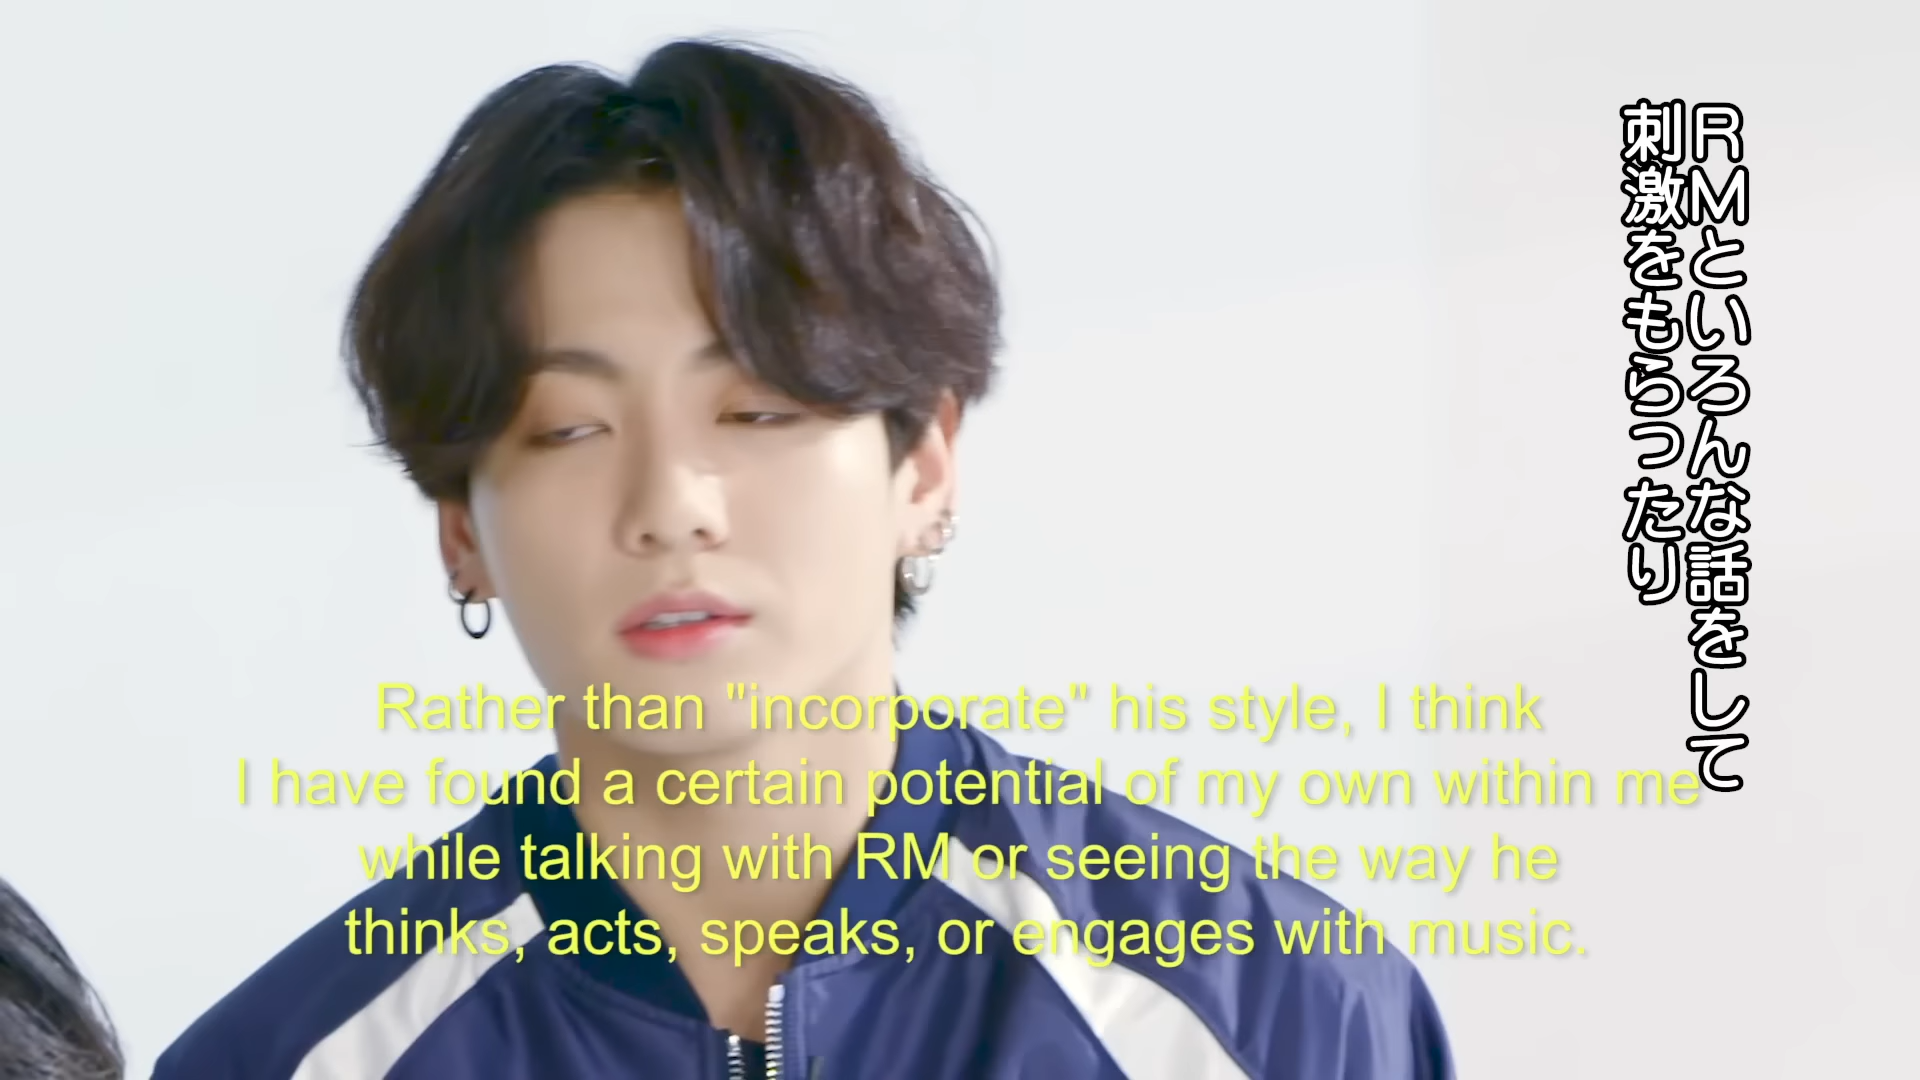 RMといろんな話をして
刺激をもらったり
Rather than "incorporate" his style, I think
I have found a certain potential of my own within me
while talking with RM or seeing the way he
thinks, acts, speaks, or engages with music.